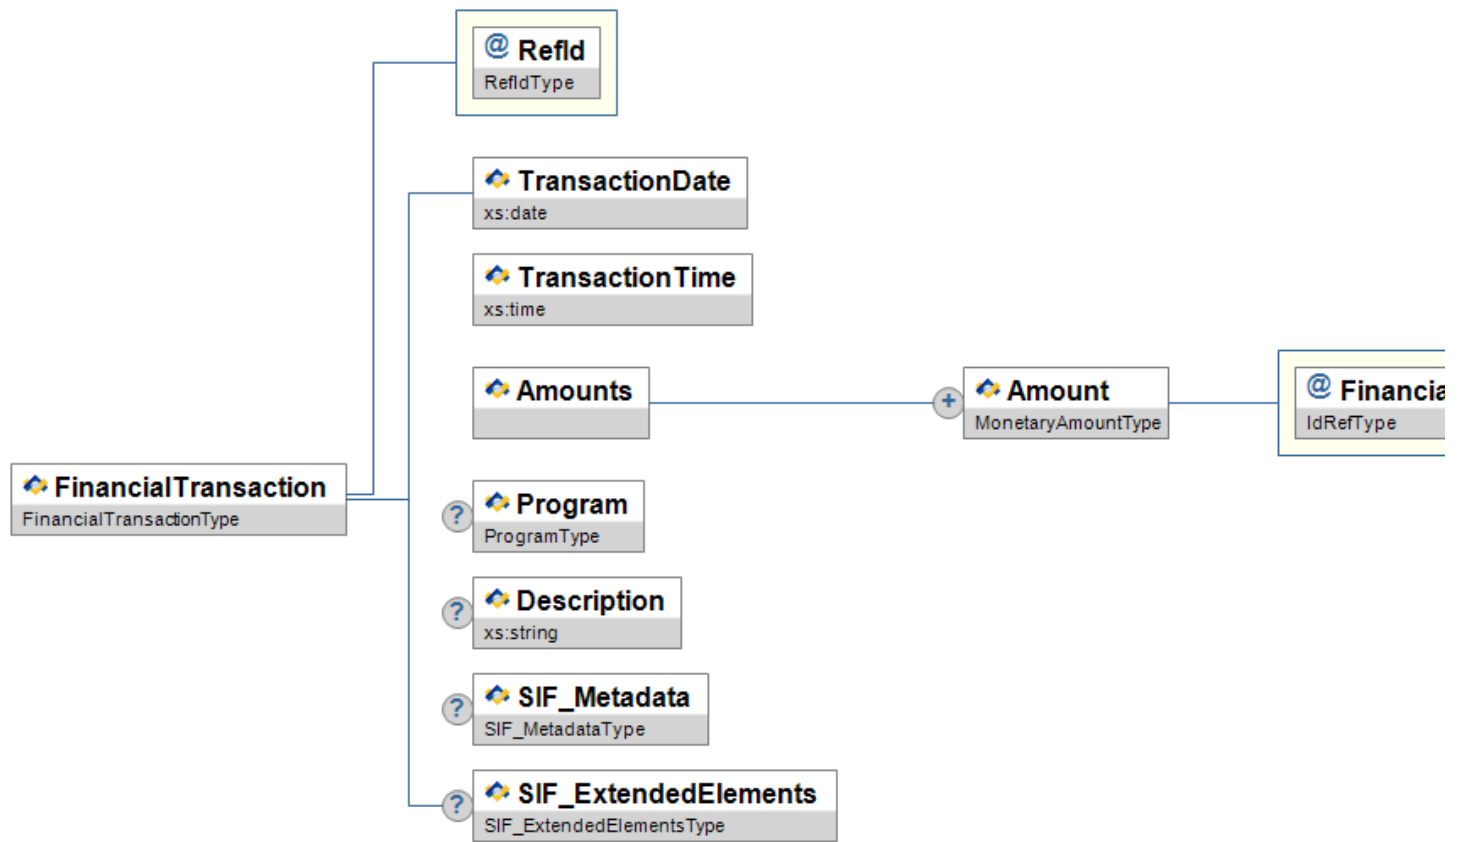 @ RefId
RefIdType
TransactionDate
xs:date
TransactionTime
xs:time
Amounts
+
Amount
MonetaryAmountType
@ Financia
IdRefType
FinancialTransaction
FinancialTransactionType
?
Program
ProgramType
?
Description
xs:string
?
SIF_Metadata
SIF_MetadataType
?
SIF_ExtendedElements
SIF_ExtendedElementsType